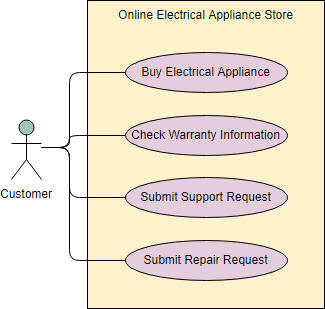 Online Electrical Appliance Store
Buy Electrical Appliance
Check Warranty Information
Customer
Submit Support Request
Submit Repair Request